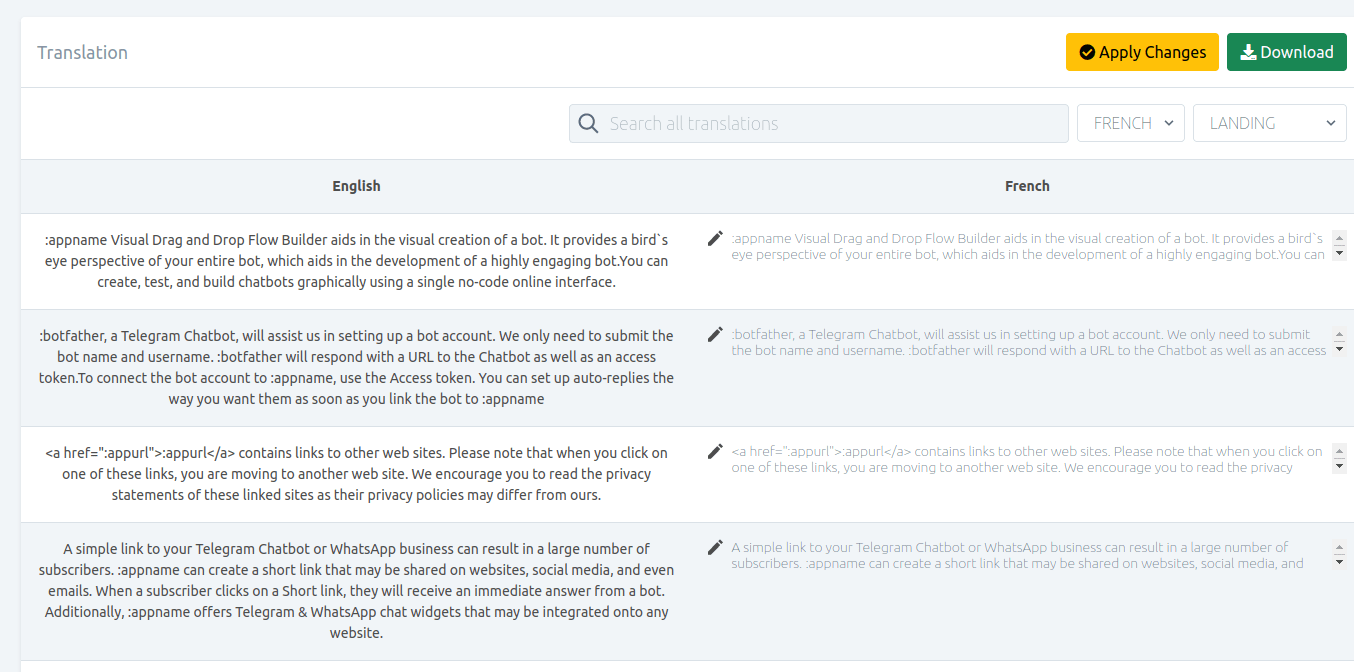 Translation
Apply Changes
Download
Search all translations
FRENCH
LANDING
English
French
:appname Visual Drag and Drop Flow Builder aids in the visual creation of a bot. It provides a bird`s
eye perspective of your entire bot, which aids in the development of a highly engaging bot.You can
create, test, and build chatbots graphically using a single no-code online interface.
:appname Visual Drag and Drop Flow Builder aids in the visual creation of a bot. It provides a bird`s
eye perspective of your entire bot, which aids in the development of a highly engaging bot.You can
:botfather, a Telegram Chatbot, will assist us in setting up a bot account. We only need to submit the
bot name and username. :botfather will respond with a URL to the Chatbot as well as an access
token.To connect the bot account to :appname, use the Access token. You can set up auto-replies the
way you want them as soon as you link the bot to :appname
:botfather, a Telegram Chatbot, will assist us in setting up a bot account. We only need to submit
the bot name and username. :botfather will respond with a URL to the Chatbot as well as an access
<a href=":appurl">:appurl</a> contains links to other web sites. Please note that when you click on
one of these links, you are moving to another web site. We encourage you to read the privacy
statements of these linked sites as their privacy policies may differ from ours.
<a href=":appurl">:appurl</a> contains links to other web sites. Please note that when you click on
one of these links, you are moving to another web site. We encourage you to read the privacy
A simple link to your Telegram Chatbot or WhatsApp business can result in a large number of
subscribers. :appname can create a short link that may be shared on websites, social media, and even
emails. When a subscriber clicks on a Short link, they will receive an immediate answer from a bot.
Additionally, :appname offers Telegram & WhatsApp chat widgets that may be integrated onto any
website.
A simple link to your Telegram Chatbot or WhatsApp business can result in a large number of
subscribers. :appname can create a short link that may be shared on websites, social media, and